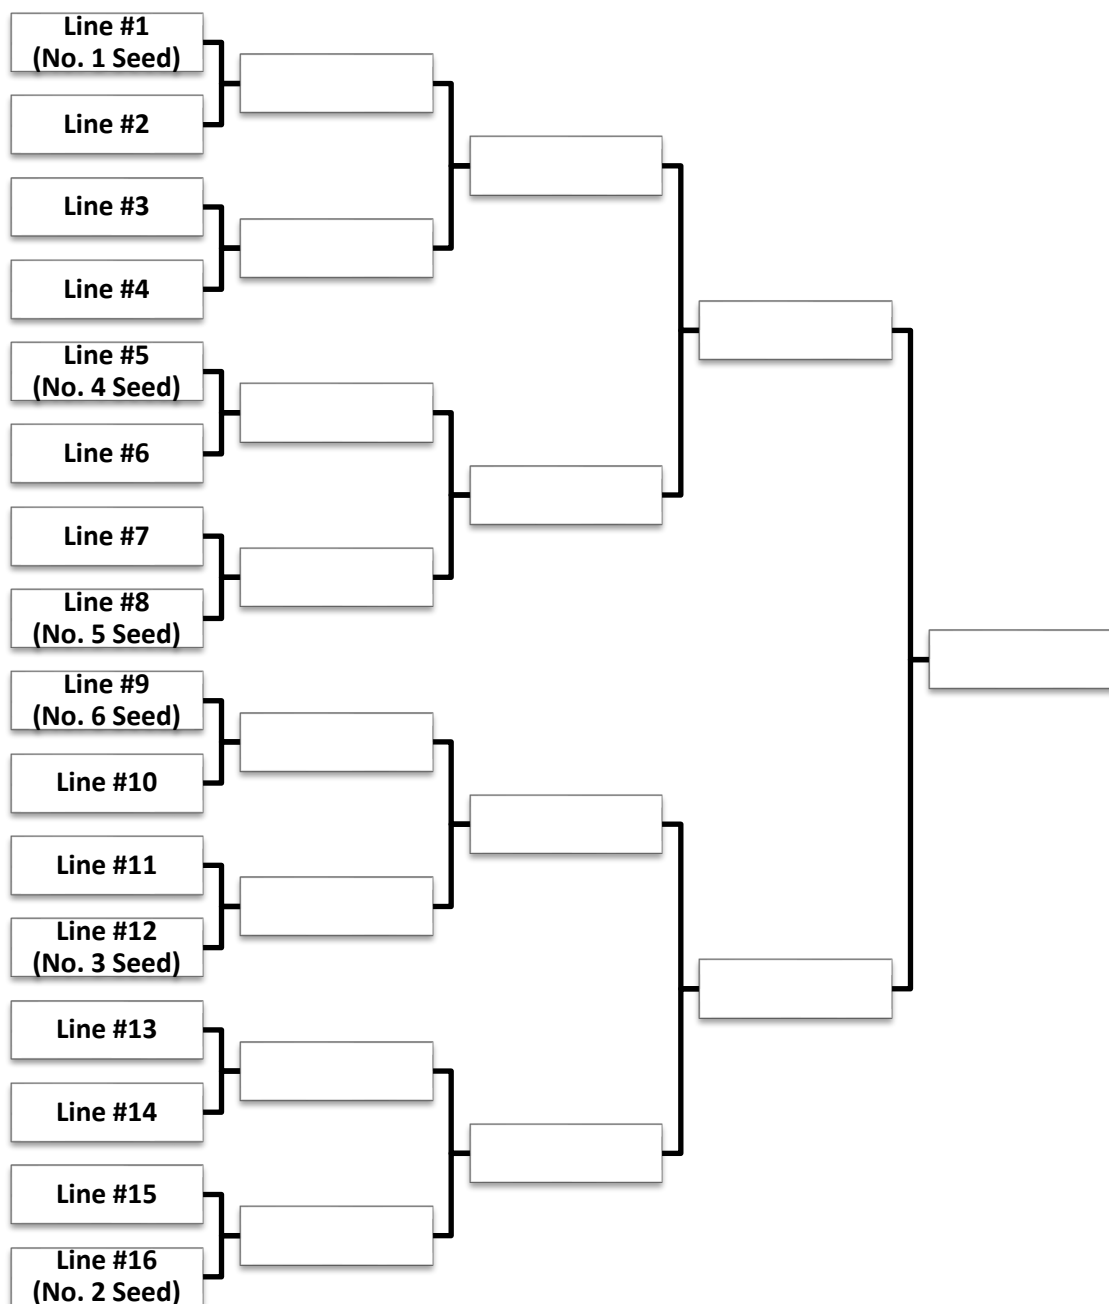 Line #1
(No. 1 Seed)
Line #2
Line #3
Line #4
Line #5
(No. 4 Seed)
Line #6
Line #7
Line #8
(No. 5 Seed)
Line #9
(No. 6 Seed)
Line #10
Line #11
Line #12
(No. 3 Seed)
Line #13
Line #14
Line #15
Line #16
(No. 2 Seed)